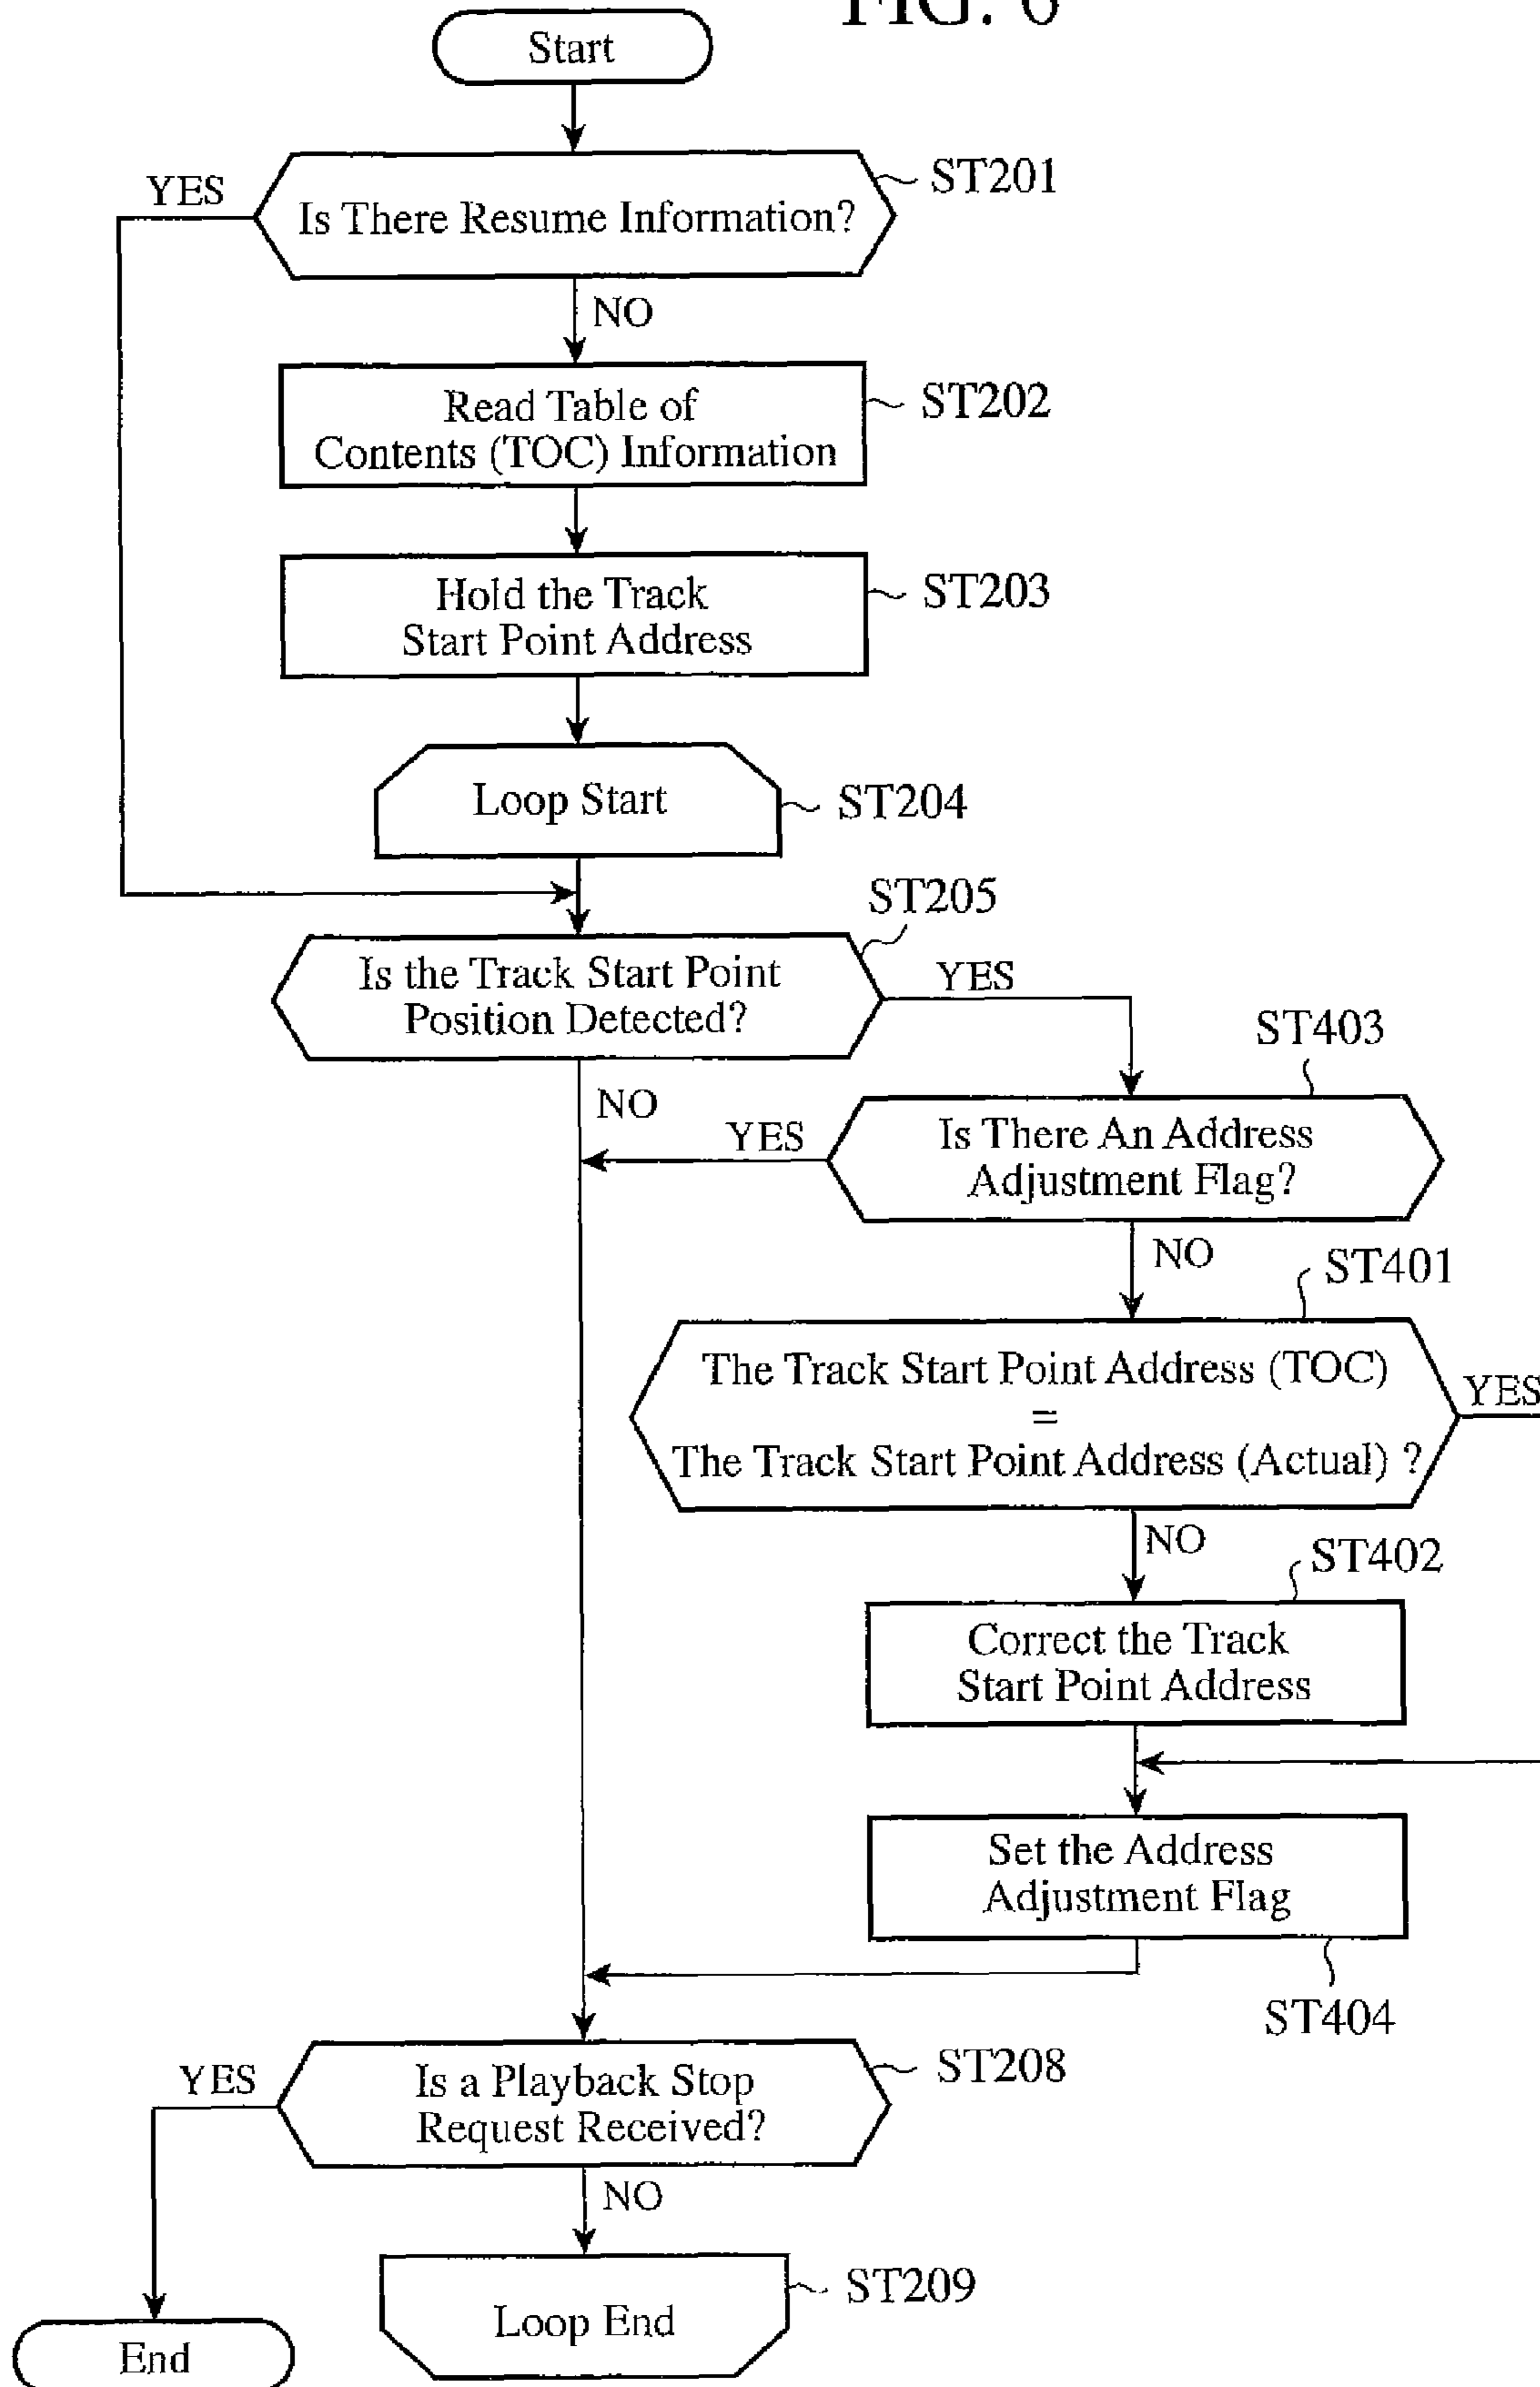 FIG. 6
Start
YES
ST201
Is There Resume Information?
NO
Read Table of
Contents (TOC) Information
ST202
Hold the Track
Start Point Address
ST203
Loop Start
ST204
ST205
Is the Track Start Point
Position Detected?
YES
ST403
NO
YES
Is There An Address
Adjustment Flag?
NO
ST401
The Track Start Point Address (TOC)
=
The Track Start Point Address (Actual) ?
YES
NO
ST402
Correct the Track
Start Point Address
Set the Address
Adjustment Flag
ST404
YES
Is a Playback Stop
Request Received?
ST208
NO
Loop End
ST209
End